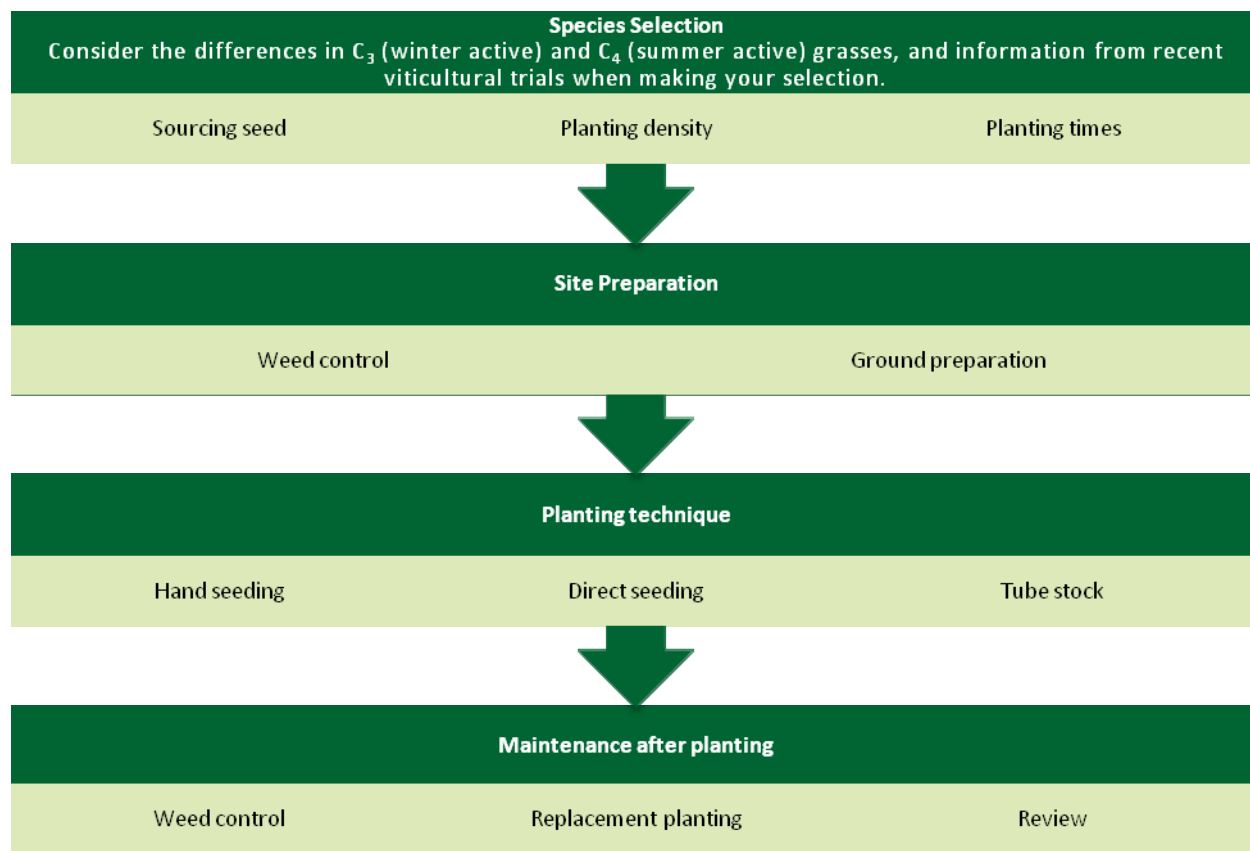 Species Selection
Consider the differences in C₃ (winter active) and C₄ (summer active) grasses, and information from recent
viticultural trials when making your selection.
Sourcing seed Planting density Planting times
Site Preparation
Weed control Ground preparation
Planting technique
Hand seeding Direct seeding Tube stock
Maintenance after planting
Weed control Replacement planting Review